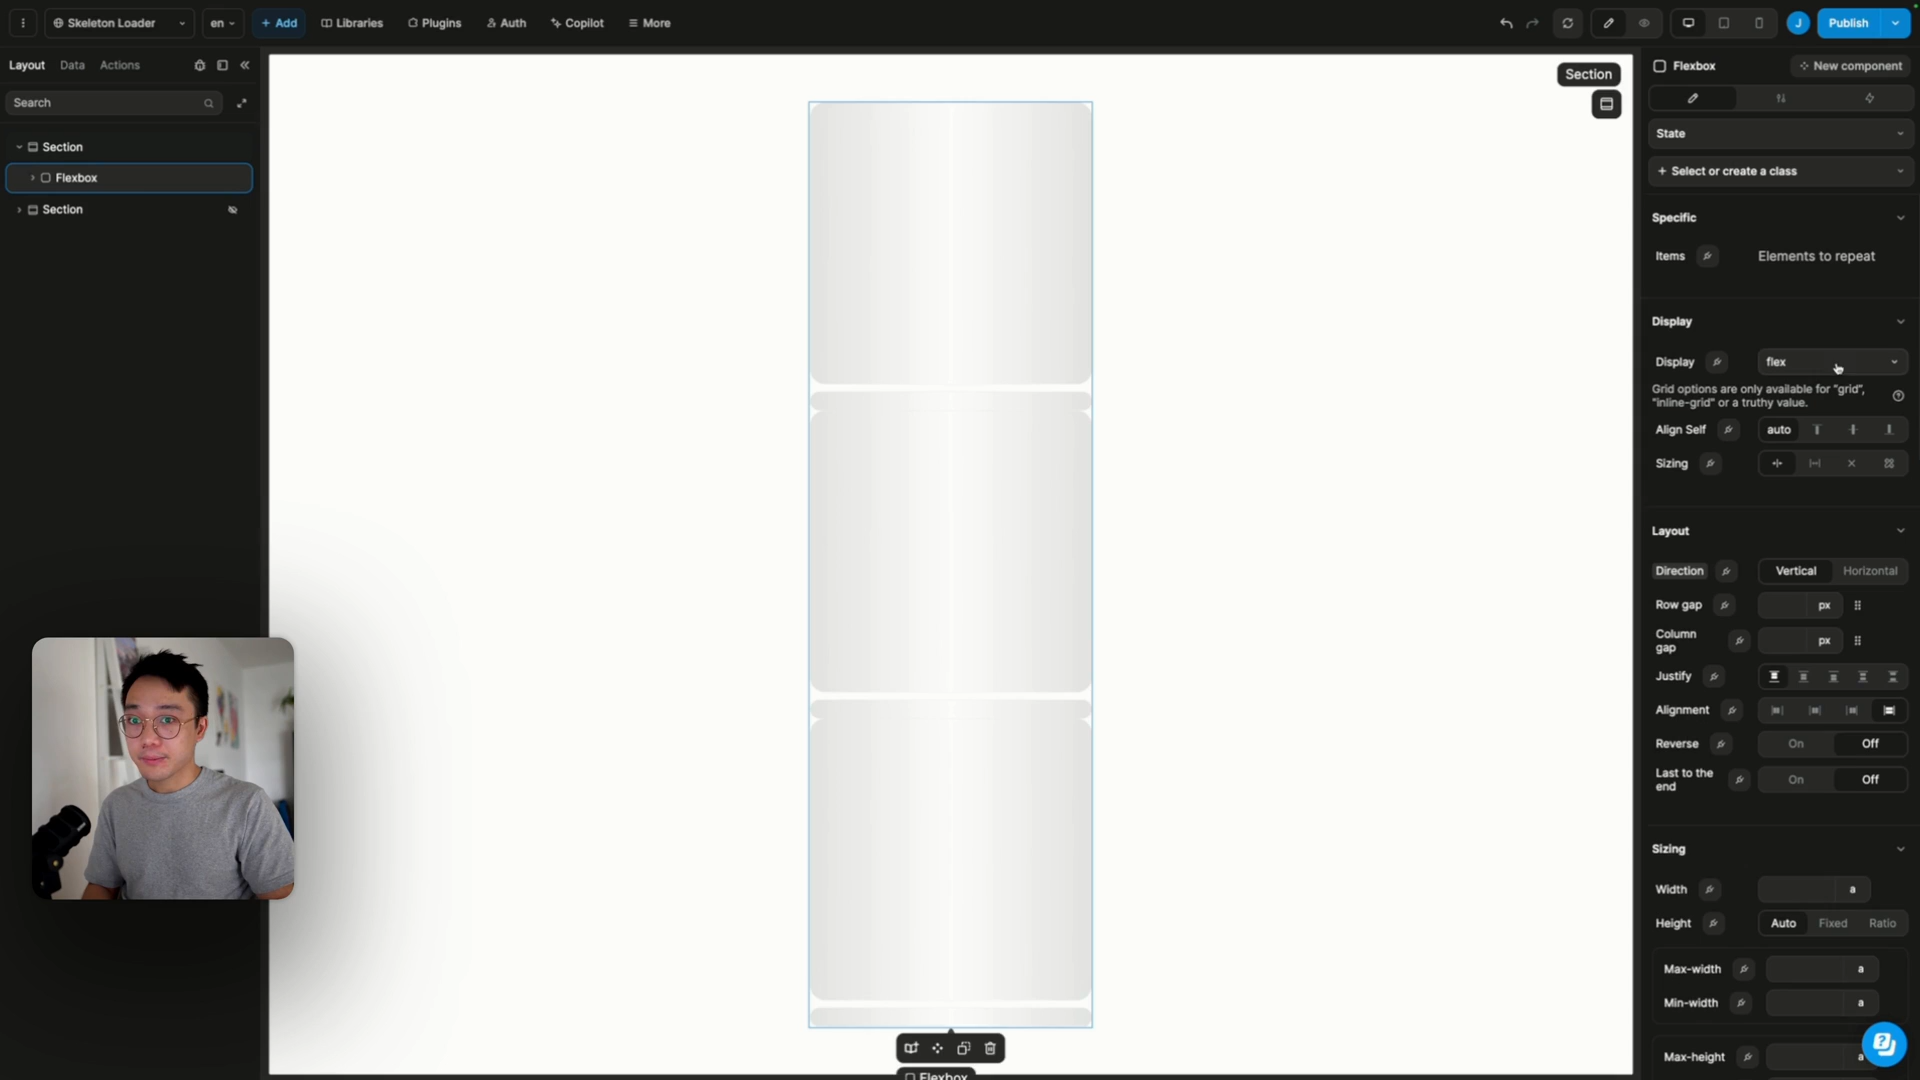 Skeleton Loader
en
+ Add
Libraries
Plugins
Auth
Copilot
More
J
Publish
Layout
Data
Actions
Search
Section
Flexbox
Section
Section
Flexbox
Flexbox
New component
State
+ Select or create a class
Specific
Items
Elements to repeat
Display
Display
flex
Grid options are only available for "grid",
"inline-grid" or a truthy value.
Align Self
auto
Sizing
Layout
Direction
Vertical
Horizontal
Row gap
px
Column
gap
px
Justify
Alignment
Reverse
On
Off
Last to the
end
On
Off
Sizing
Width
a
Height
Auto
Fixed
Ratio
Max-width
a
Min-width
a
Max-height
a